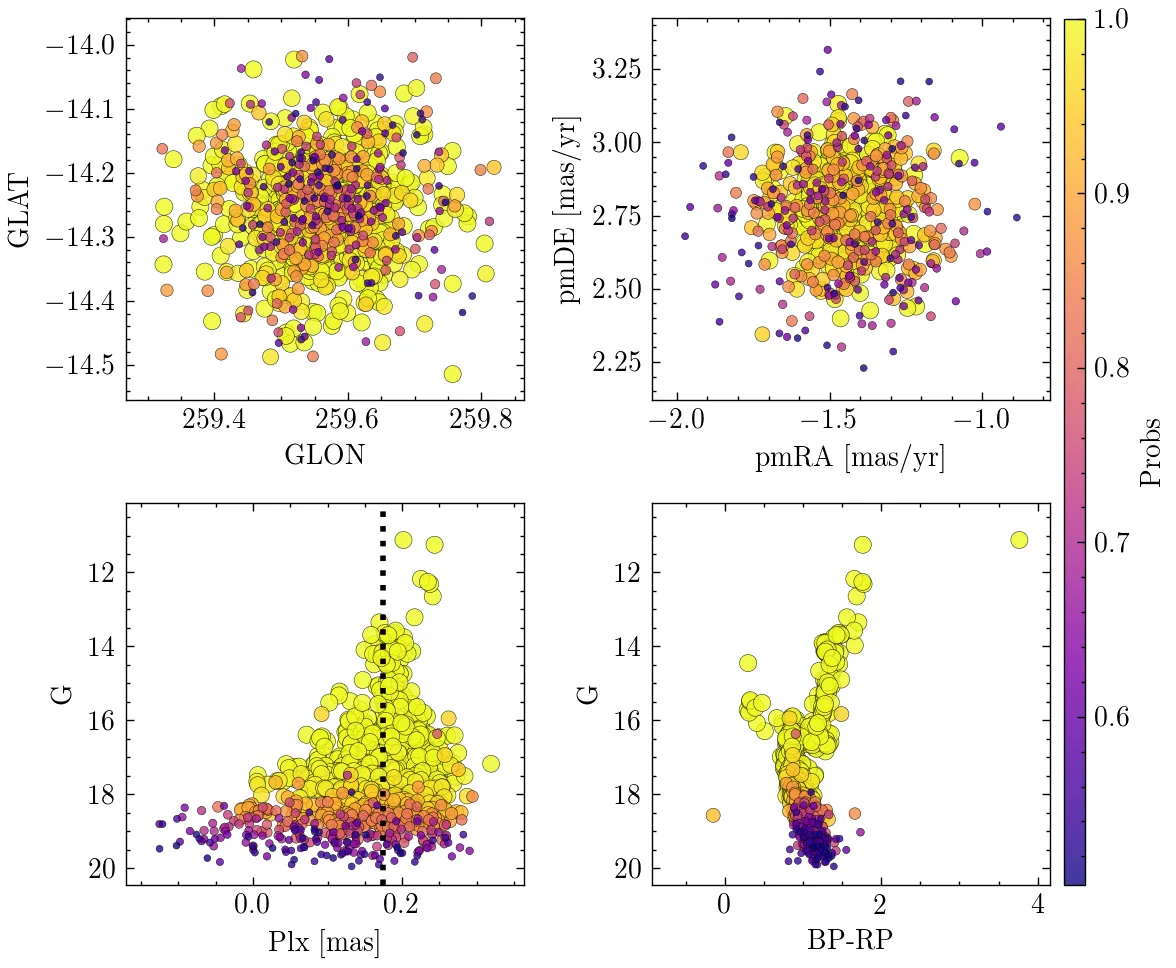 −14.0
−14.1
−14.2
−14.3
−14.4
−14.5
GLAT
259.4 259.6 259.8
GLON
3.25
3.00
2.75
2.50
2.25
pmDE [mas/yr]
−2.0 −1.5 −1.0
pmRA [mas/yr]
1.0
0.9
0.8
0.7
0.6
Probs
12
14
16
18
20
G
0.0 0.2
Plx [mas]
12
14
16
18
20
G
0 2 4
BP-RP